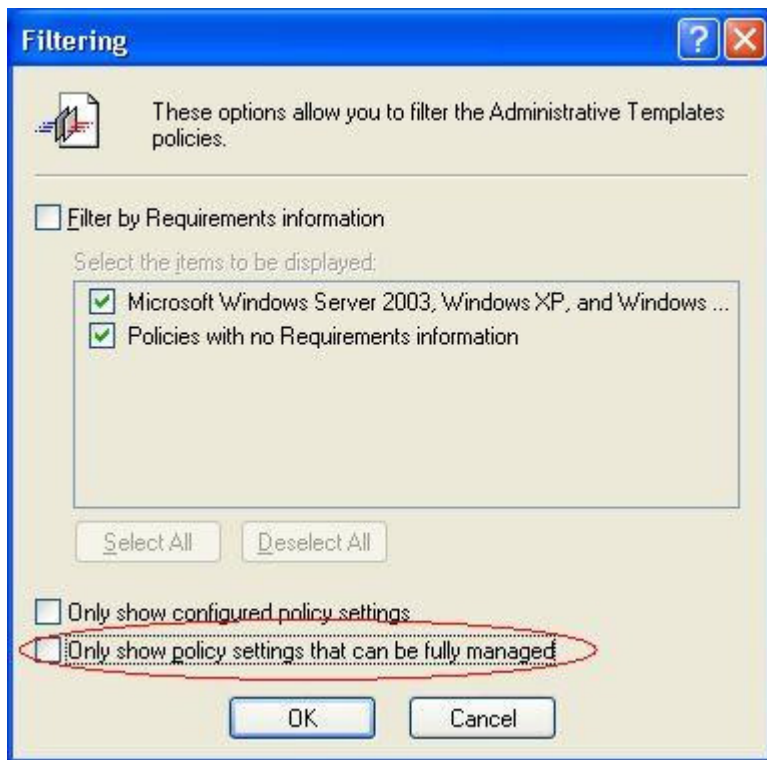 Filtering
These options allow you to filter the Administrative Templates
policies.
Filter by Requirements information
Select the items to be displayed:
Microsoft Windows Server 2003, Windows XP, and Windows ...
Policies with no Requirements information
Select All Deselect All
Only show configured policy settings
Only show policy settings that can be fully managed
OK Cancel